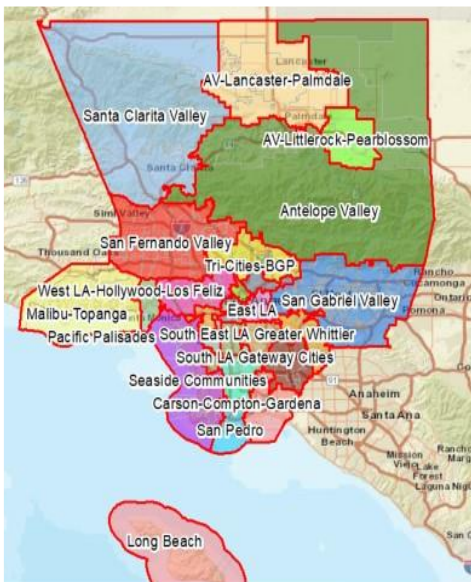 Lancaster
AV-Lancaster-Palmdale
Palmdale
Santa Clarita Valley
AV-Littlerock-Pearblossom
Santa Clarita
126
Antelope Valley
Simi Valley
San Fernando Valley
Thousand Oaks
Tri-Cities-BGP
Rancho
Cucamonga
Ontario
West LA-Hollywood-Los Feliz
San Gabriel Valley
East LA
Pomona
Malibu-Topanga
Pacific Palisades
South East LA Greater Whittier
South LA-Gateway Cities
Seaside Communities
91
Anaheim
Carson-Compton-Gardena
Santa Ana
San Pedro
Huntington
Beach
Mission
Viejo
Lake
Forest
Rancho
Marg
Laguna Niguel
San C
Long Beach